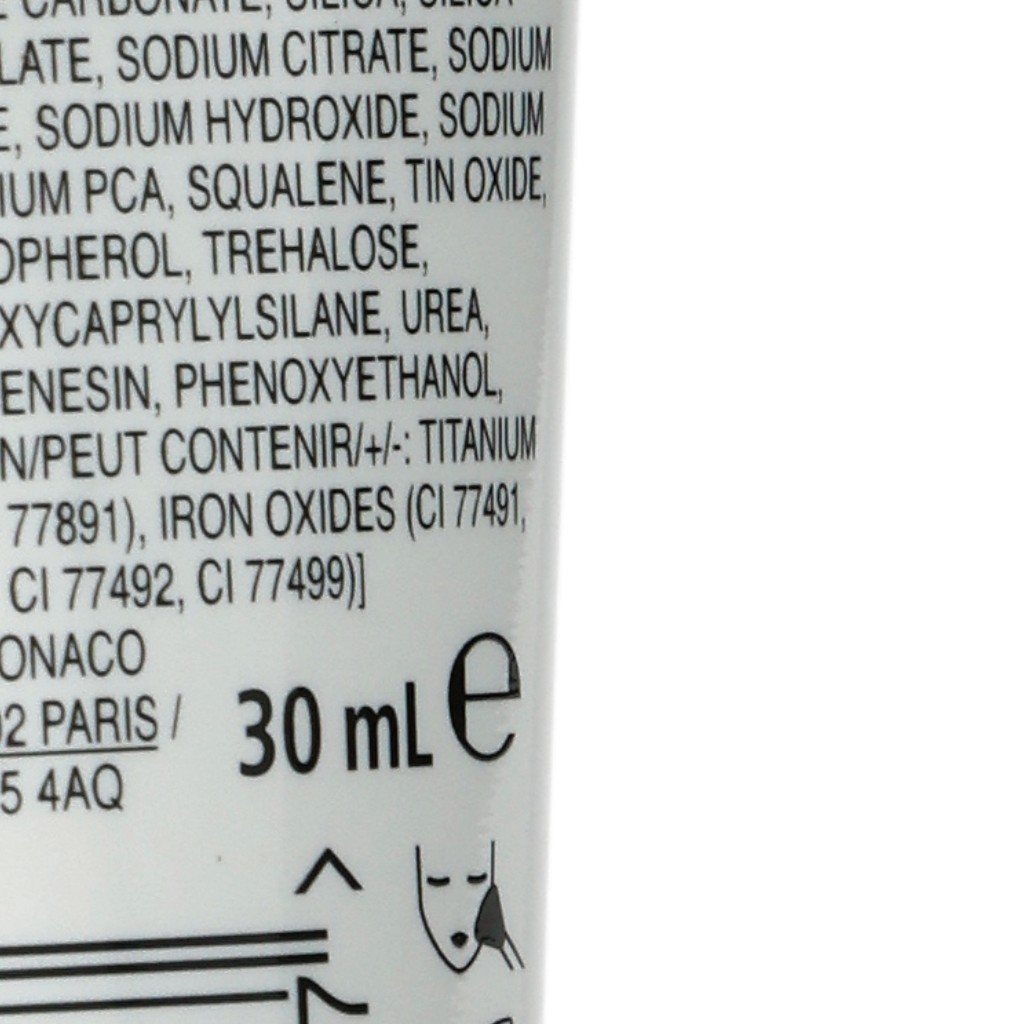 CARBONATE, SILICA, SILICA
LATE, SODIUM CITRATE, SODIUM
E, SODIUM HYDROXIDE, SODIUM
IUM PCA, SQUALENE, TIN OXIDE,
OPHEROL, TREHALOSE,
XYCAPRYLYLSILANE, UREA,
ENESIN, PHENOXYETHANOL,
N/PEUT CONTENIR/+/-: TITANIUM
77891), IRON OXIDES (CI 77491,
CI 77492, CI 77499)]
ONACO
02 PARIS /
5 4AQ
30 mL e
>
7